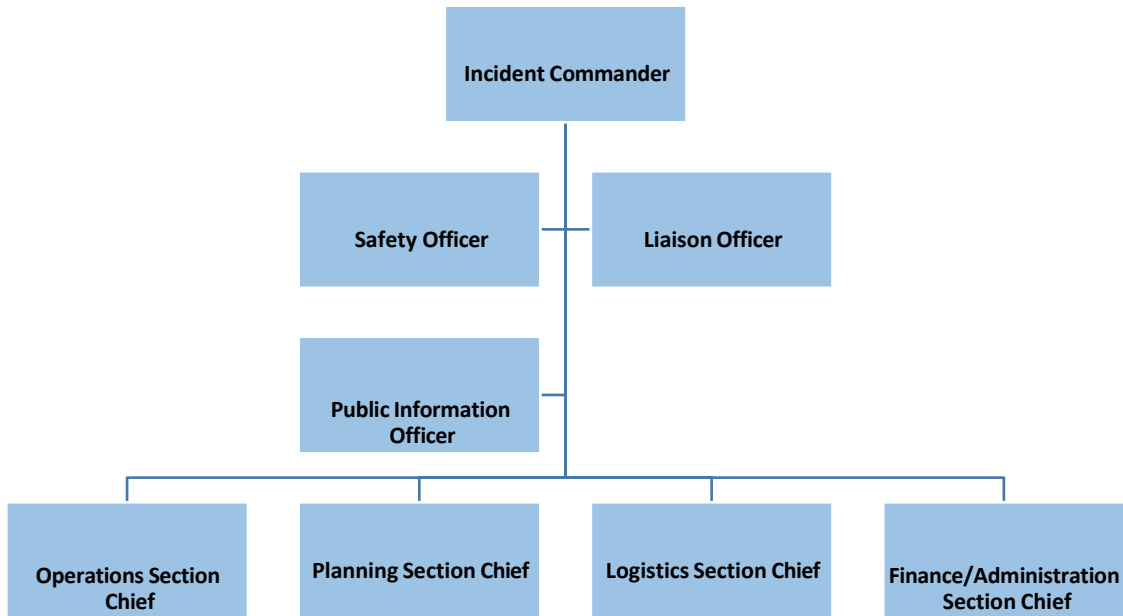 Incident Commander
Safety Officer
Liaison Officer
Public Information
Officer
Operations Section
Chief
Planning Section Chief
Logistics Section Chief
Finance/Administration
Section Chief